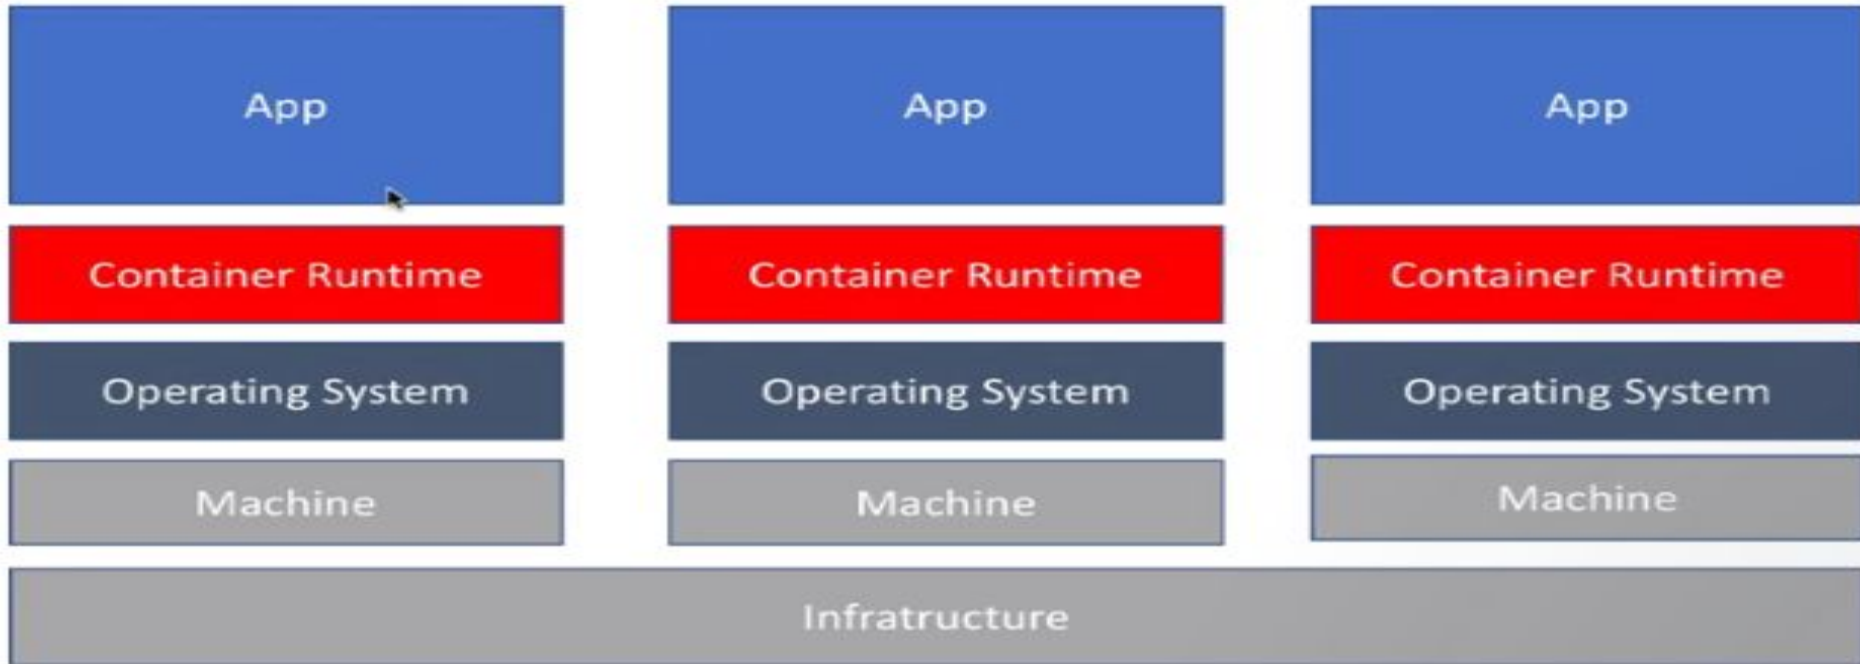 App
App
App
Container Runtime
Container Runtime
Container Runtime
Operating System
Operating System
Operating System
Machine
Machine
Machine
Infratructure